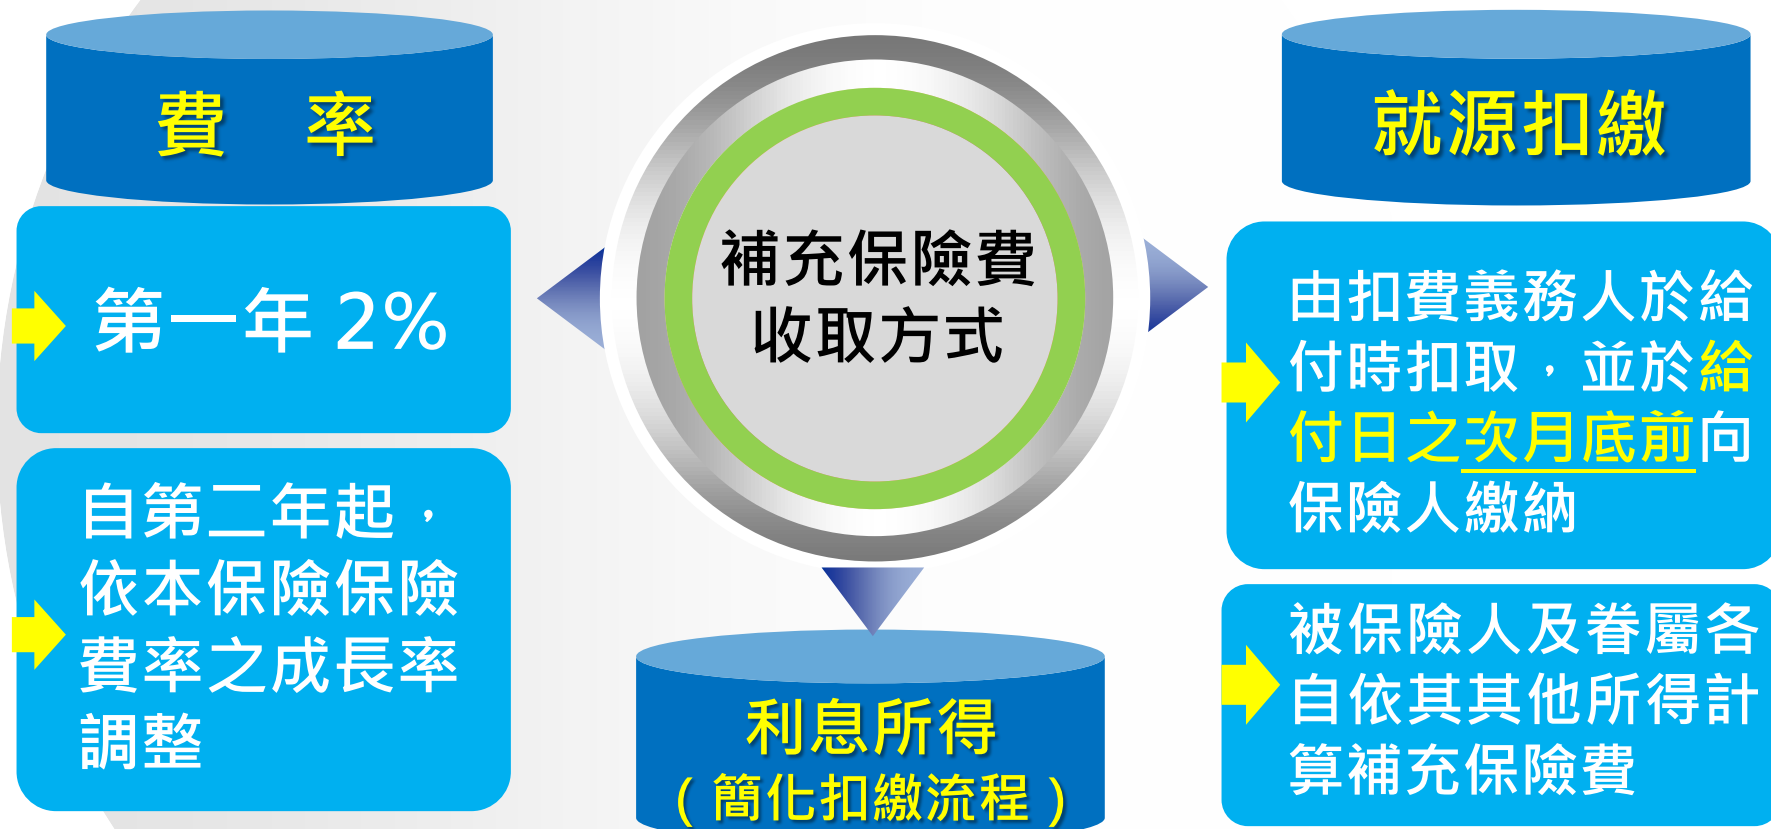 費　率
第一年 2%
自第二年起，
依本保險保險
費率之成長率
調整
補充保險費
收取方式
利息所得
（簡化扣繳流程）
就源扣繳
由扣費義務人於給
付時扣取，並於給
付日之次月底前向
保險人繳納
被保險人及眷屬各
自依其其他所得計
算補充保險費